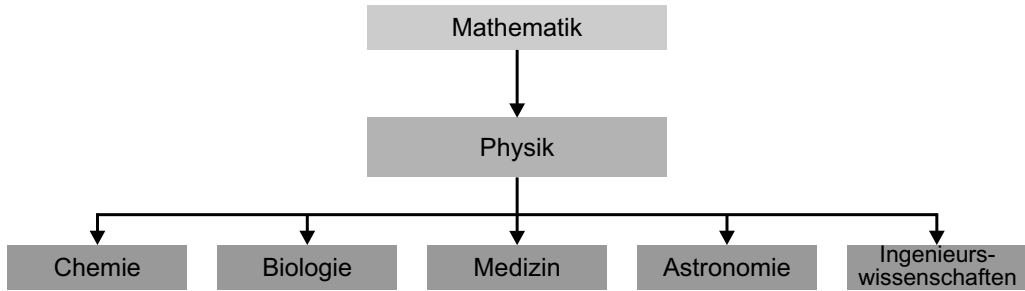 Mathematik
Physik
Chemie
Biologie
Medizin
Astronomie
Ingenieurs-
wissenschaften